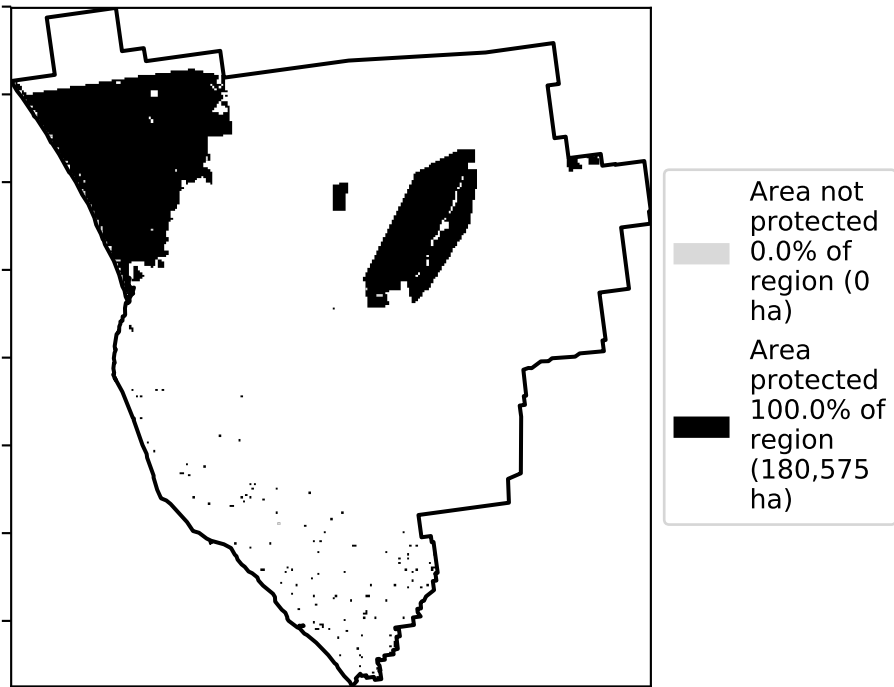 Area not
protected
0.0% of
region (0
ha)
Area
protected
100.0% of
region
(180,575
ha)